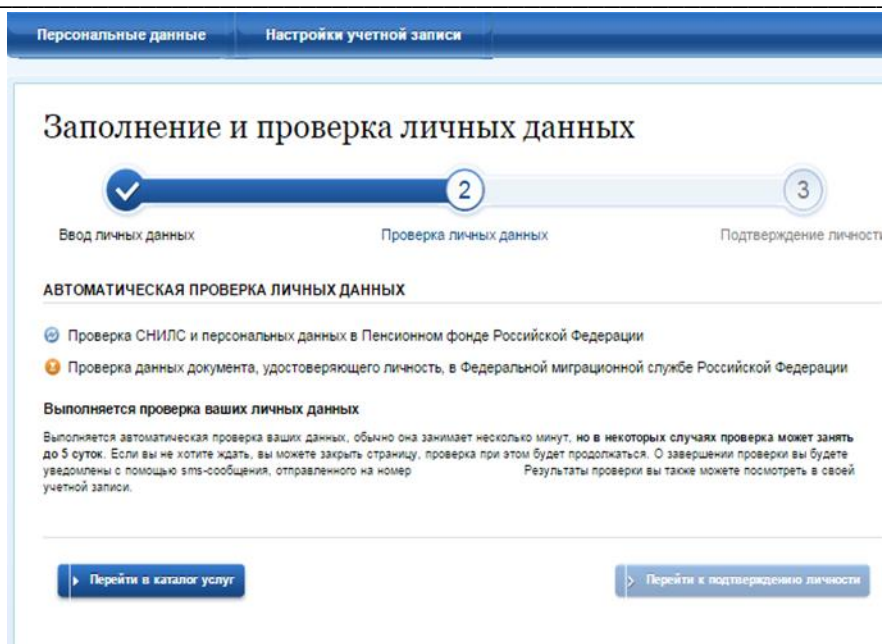 Персональные данные Настройки учетной записи
Заполнение и проверка личных данных
2 3
Ввод личных данных Проверка личных данных Подтверждение личности
АВТОМАТИЧЕСКАЯ ПРОВЕРКА ЛИЧНЫХ ДАННЫХ
Проверка СНИЛС и персональных данных в Пенсионном фонде Российской Федерации
Проверка данных документа, удостоверяющего личность, в Федеральной миграционной службе Российской Федерации
Выполняется проверка ваших личных данных
Выполняется автоматическая проверка ваших данных, обычно она занимает несколько минут, но в некоторых случаях проверка может занять
до 5 суток. Если вы не хотите ждать, вы можете закрыть страницу, проверка при этом будет продолжаться. О завершении проверки вы будете
уведомлены с помощью sms-сообщения, отправленного на номер Результаты проверки вы также можете посмотреть в своей
учетной записи.
Перейти в каталог услуг Перейти к подтверждению личности